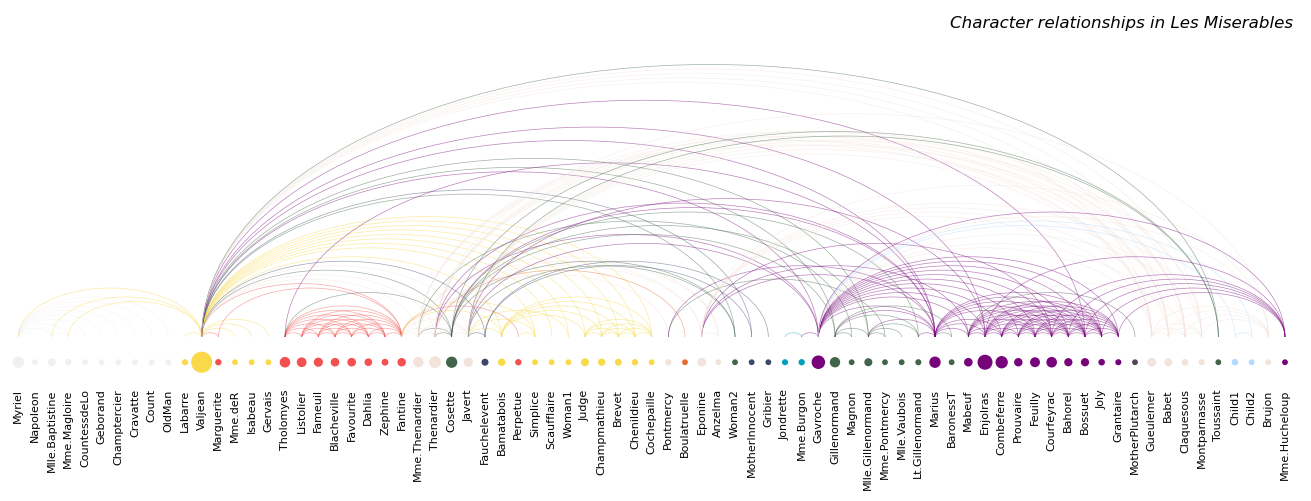 Character relationships in Les Miserables
Myriel
Napoleon
Mlle.Baptistine
Mme.Magloire
CountessdeLo
Geborand
Champtercier
Cravatte
Count
OldMan
Labarre
Valjean
Marguerite
Mme.deR
Isabeau
Gervais
Tholomyes
Listolier
Fameuil
Blacheville
Favourite
Dahlia
Zephine
Fantine
Mme.Thenardier
Thenardier
Cosette
Javert
Fauchelevent
Bamatabois
Perpetue
Simplice
Scaufflaire
Woman1
Judge
Champmathieu
Brevet
Chenildieu
Cochepaille
Pontmercy
Boulatruelle
Eponine
Anzelma
Woman2
MotherInnocent
Gribier
Jondrette
Mme.Burgon
Gavroche
Gillenormand
Magnon
Mlle.Gillenormand
Mme.Pontmercy
Mlle.Vaubois
Lt.Gillenormand
Marius
BaronessT
Mabeuf
Enjolras
Combeferre
Prouvaire
Feuilly
Courfeyrac
Bahorel
Bossuet
Joly
Grantaire
MotherPlutarch
Gueulemer
Babet
Claquesous
Montparnasse
Toussaint
Child1
Child2
Brujon
Mme.Hucheloup